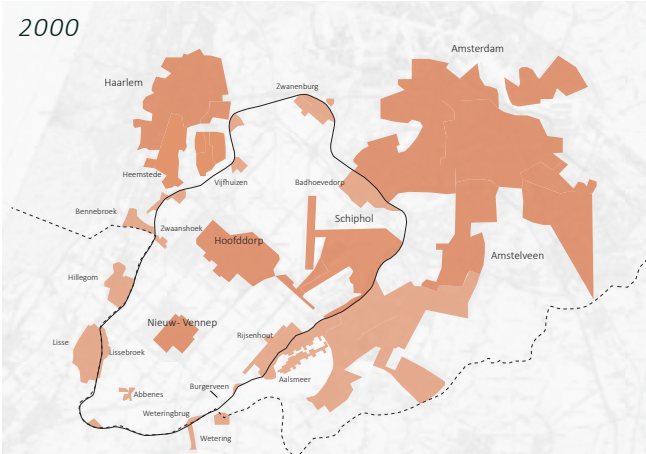 2000
Amsterdam
Haarlem
Zwanenburg
Heemstede
Vijfhuizen
Badhoevedorp
Bennebroek
Schiphol
Zwaanshoek
Hoofddorp
Amstelveen
Hillegom
Nieuw- Vennep
Rijsenhout
Lisse
Lissebroek
Aalsmeer
Burgerveen
Abbenes
Weteringbrug
Wetering